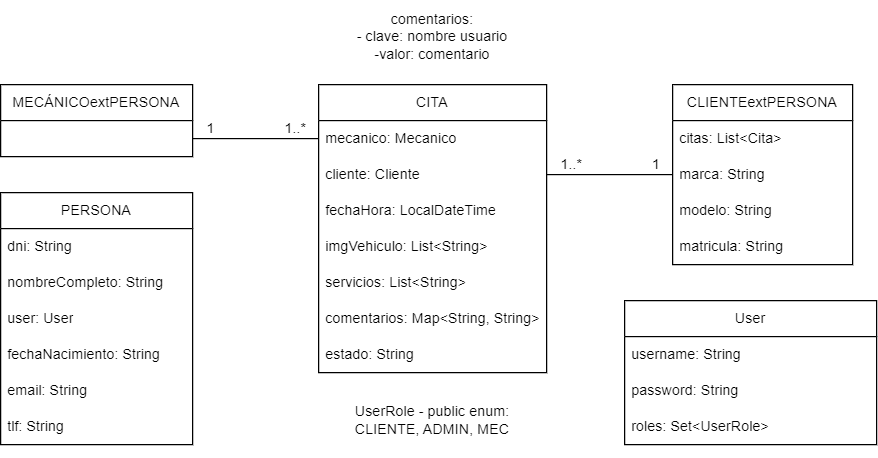 comentarios:
- clave: nombre usuario
-valor: comentario
MECÁNICOextPERSONA
1
1..*
CITA
mecanico: Mecanico
cliente: Cliente
fechaHora: LocalDateTime
imgVehiculo: List<String>
servicios: List<String>
comentarios: Map<String, String>
estado: String
1..*
1
CLIENTEextPERSONA
citas: List<Cita>
marca: String
modelo: String
matricula: String
PERSONA
dni: String
nombreCompleto: String
user: User
fechaNacimiento: String
email: String
tlf: String
UserRole - public enum:
CLIENTE, ADMIN, MEC
User
username: String
password: String
roles: Set<UserRole>